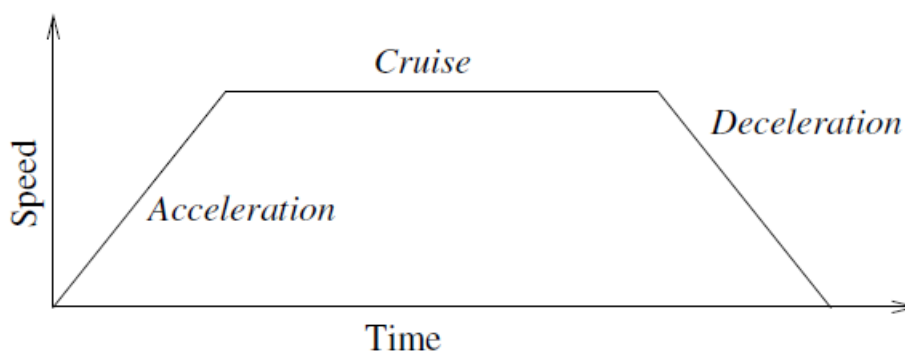 Cruise
Deceleration
Speed
Acceleration
Time